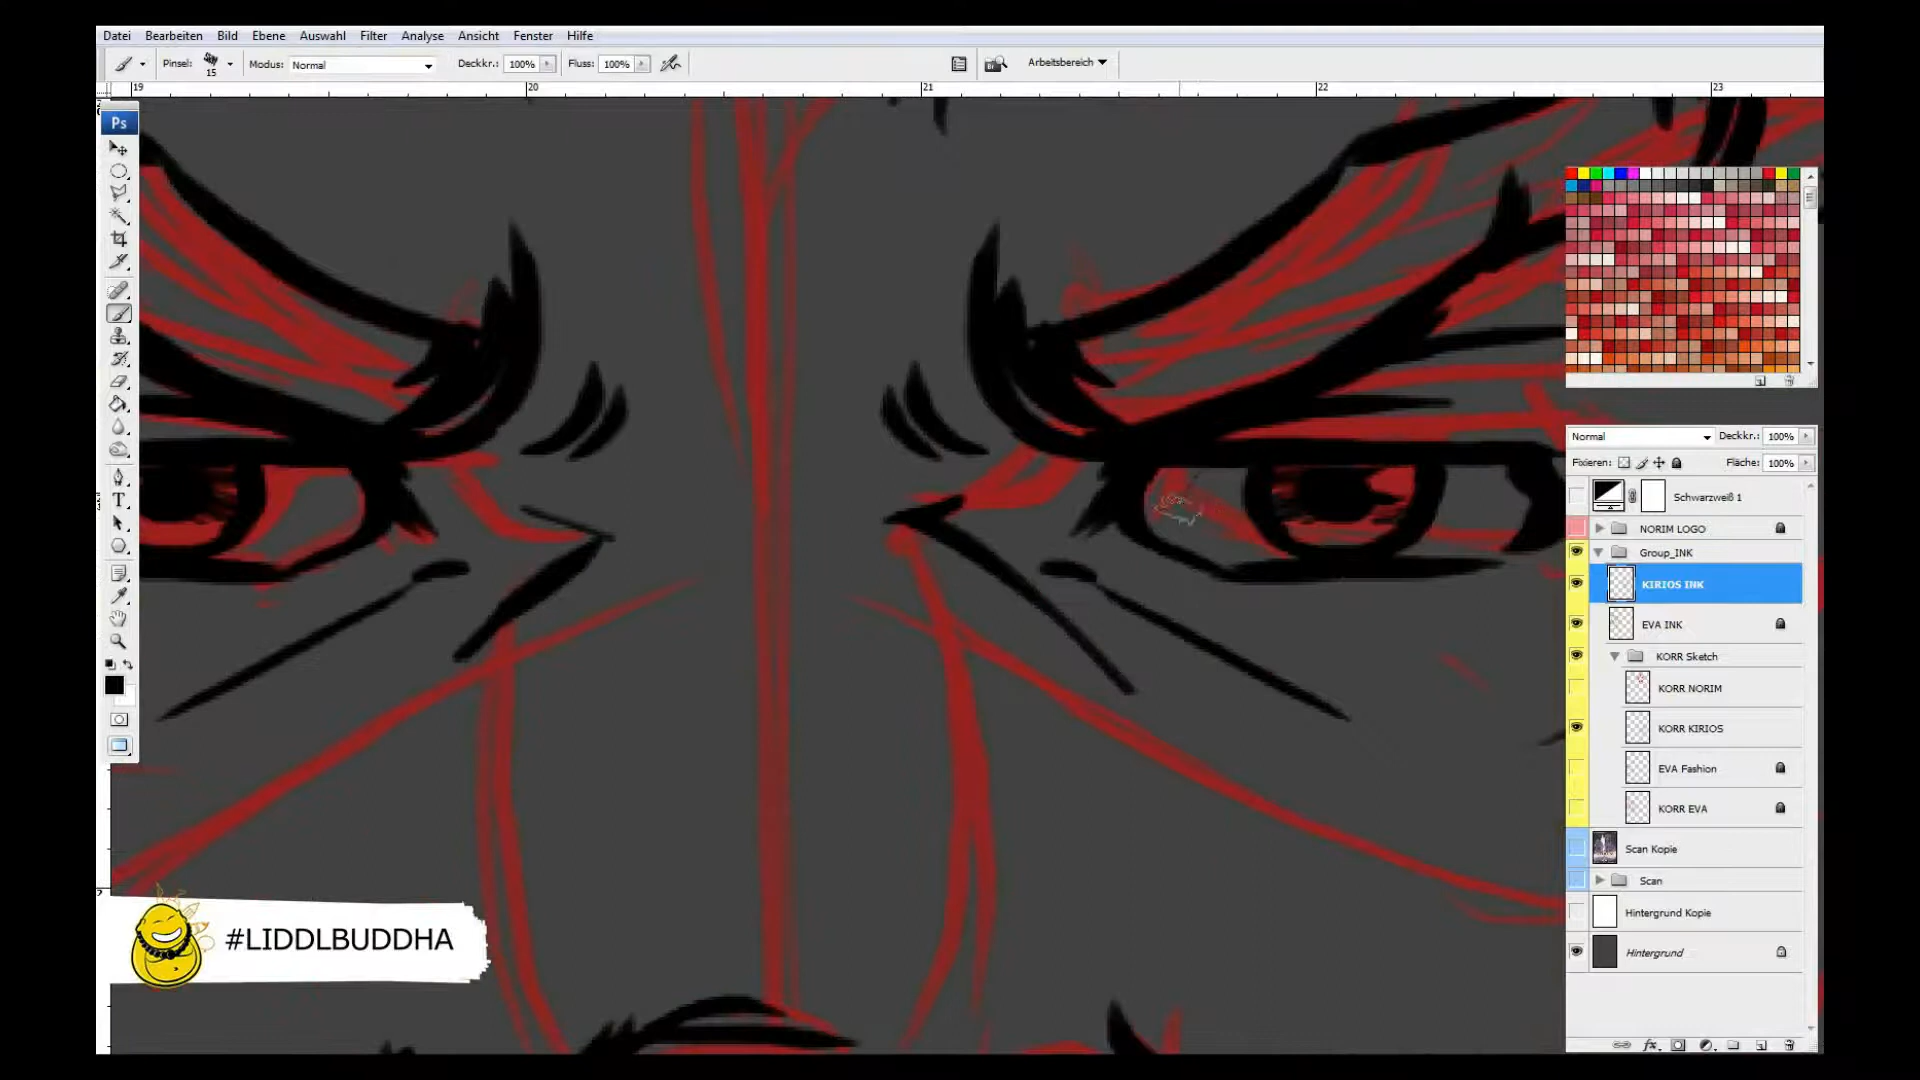 Datei Bearbeiten Bild Ebene Auswahl Filter Analyse Ansicht Fenster Hilfe
Pinsel: 15 Modus: Normal Deckkr.: 100% Fluss: 100% Arbeitsbereich
19 20 21 22 23
Ps
Normal Deckkr.: 100%
Fixieren: Fläche: 100%
Schwarzweiß 1
NORIM LOGO
Group_INK
KIRIOS INK
EVA INK
KORR Sketch
KORR NORIM
KORR KIRIOS
EVA Fashion
KORR EVA
Scan Kopie
Scan
Hintergrund Kopie
Hintergrund
#LIDDLBUDDHA